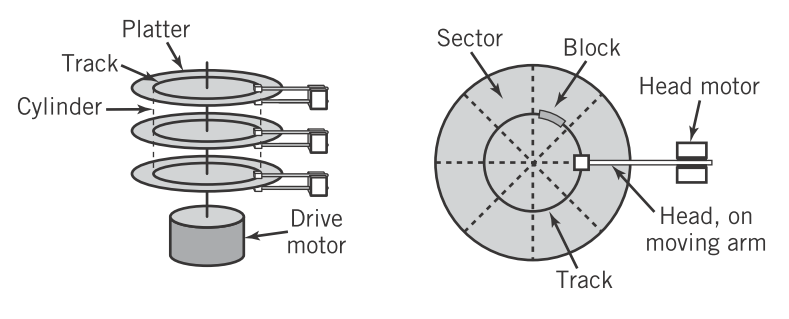 Platter
Track
Cylinder
Drive
motor
Sector
Block
Head motor
Head, on
moving arm
Track